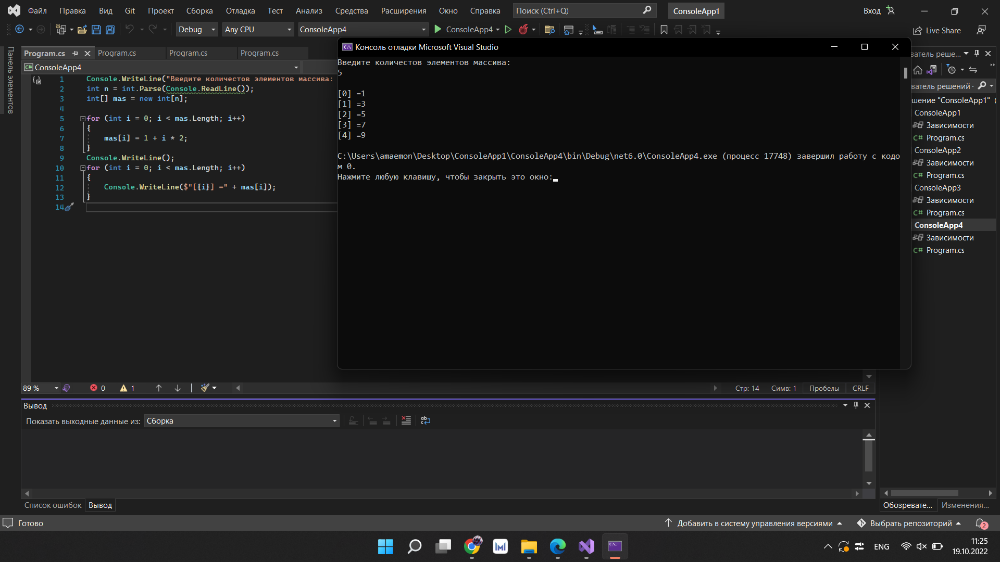 Файл Правка Вид Git Проект Сборка Отладка Тест Анализ Средства Расширения Окно Справка Поиск (Ctrl+Q) ConsoleApp1 Вход
Debug Any CPU ConsoleApp4 ConsoleApp4 Live Share
Панель элементов
Program.cs Program.cs Program.cs Program.cs
ConsoleApp4
1 Console.WriteLine("Введите количестов элементов массива:
2 int n = int.Parse(Console.ReadLine());
3 int[] mas = new int[n];
4
5 for (int i = 0; i < mas.Length; i++)
6 {
7 mas[i] = 1 + i * 2;
8 }
9 Console.WriteLine();
10 for (int i = 0; i < mas.Length; i++)
11 {
12 Console.WriteLine($"[{i}] =" + mas[i]);
13 }
14
Консоль отладки Microsoft Visual Studio
Введите количестов элементов массива:
5
[0] =1
[1] =3
[2] =5
[3] =7
[4] =9
C:\Users\amaemon\Desktop\ConsoleApp1\ConsoleApp4\bin\Debug\net6.0\ConsoleApp4.exe (процесс 17748) завершил работу с кодо
м 0.
Нажмите любую клавишу, чтобы закрыть это окно:
ватель реше...
ватель решений -
шение "ConsoleApp1" (
ConsoleApp1
Зависимости
C# Program.cs
ConsoleApp2
Зависимости
C# Program.cs
ConsoleApp3
Зависимости
C# Program.cs
ConsoleApp4
Зависимости
C# Program.cs
89 % 0 1 Стр: 14 Симв: 1 Пробелы CRLF
Вывод
Показать выходные данные из: Сборка
Список ошибок Вывод
Обозревате... Изменения...
Готово Добавить в систему управления версиями Выбрать репозиторий 2
ENG 11:25
19.10.2022